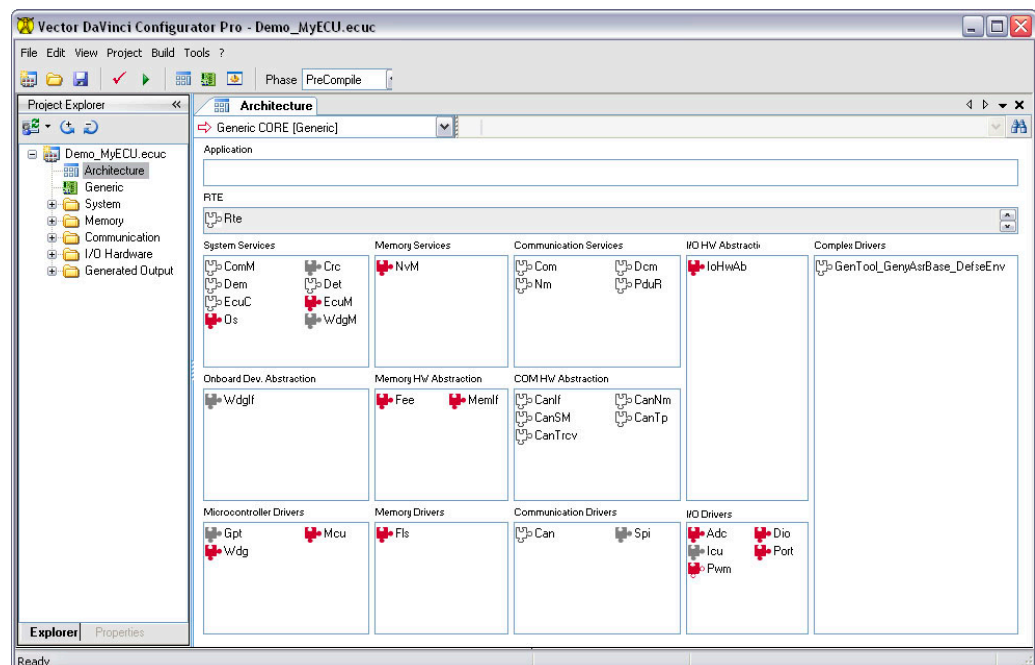 Vector DaVinci Configurator Pro - Demo_MyECU.ecuc
File Edit View Project Build Tools ?
Phase PreCompile
Project Explorer «
Demo_MyECU.ecuc
Architecture
Generic
System
Memory
Communication
I/O Hardware
Generated Output
Explorer Properties
Architecture
Generic CORE [Generic]
Application
RTE
Rte
System Services
ComM Crc
Dem Det
EcuC EcuM
Os WdgM
Memory Services
NvM
Communication Services
Com Dcm
Nm PduR
I/O HW Abstracti
IoHwAb
Complex Drivers
GenTool_GenyAsrBase_DefseEnv
Onboard Dev. Abstraction
WdgIf
Memory HW Abstraction
Fee MemIf
COM HW Abstraction
CanIf CanNm
CanSM CanTp
CanTrcv
Microcontroller Drivers
Gpt Mcu
Wdg
Memory Drivers
Fls
Communication Drivers
Can Spi
I/O Drivers
Adc Dio
Icu Port
Pwm
Ready